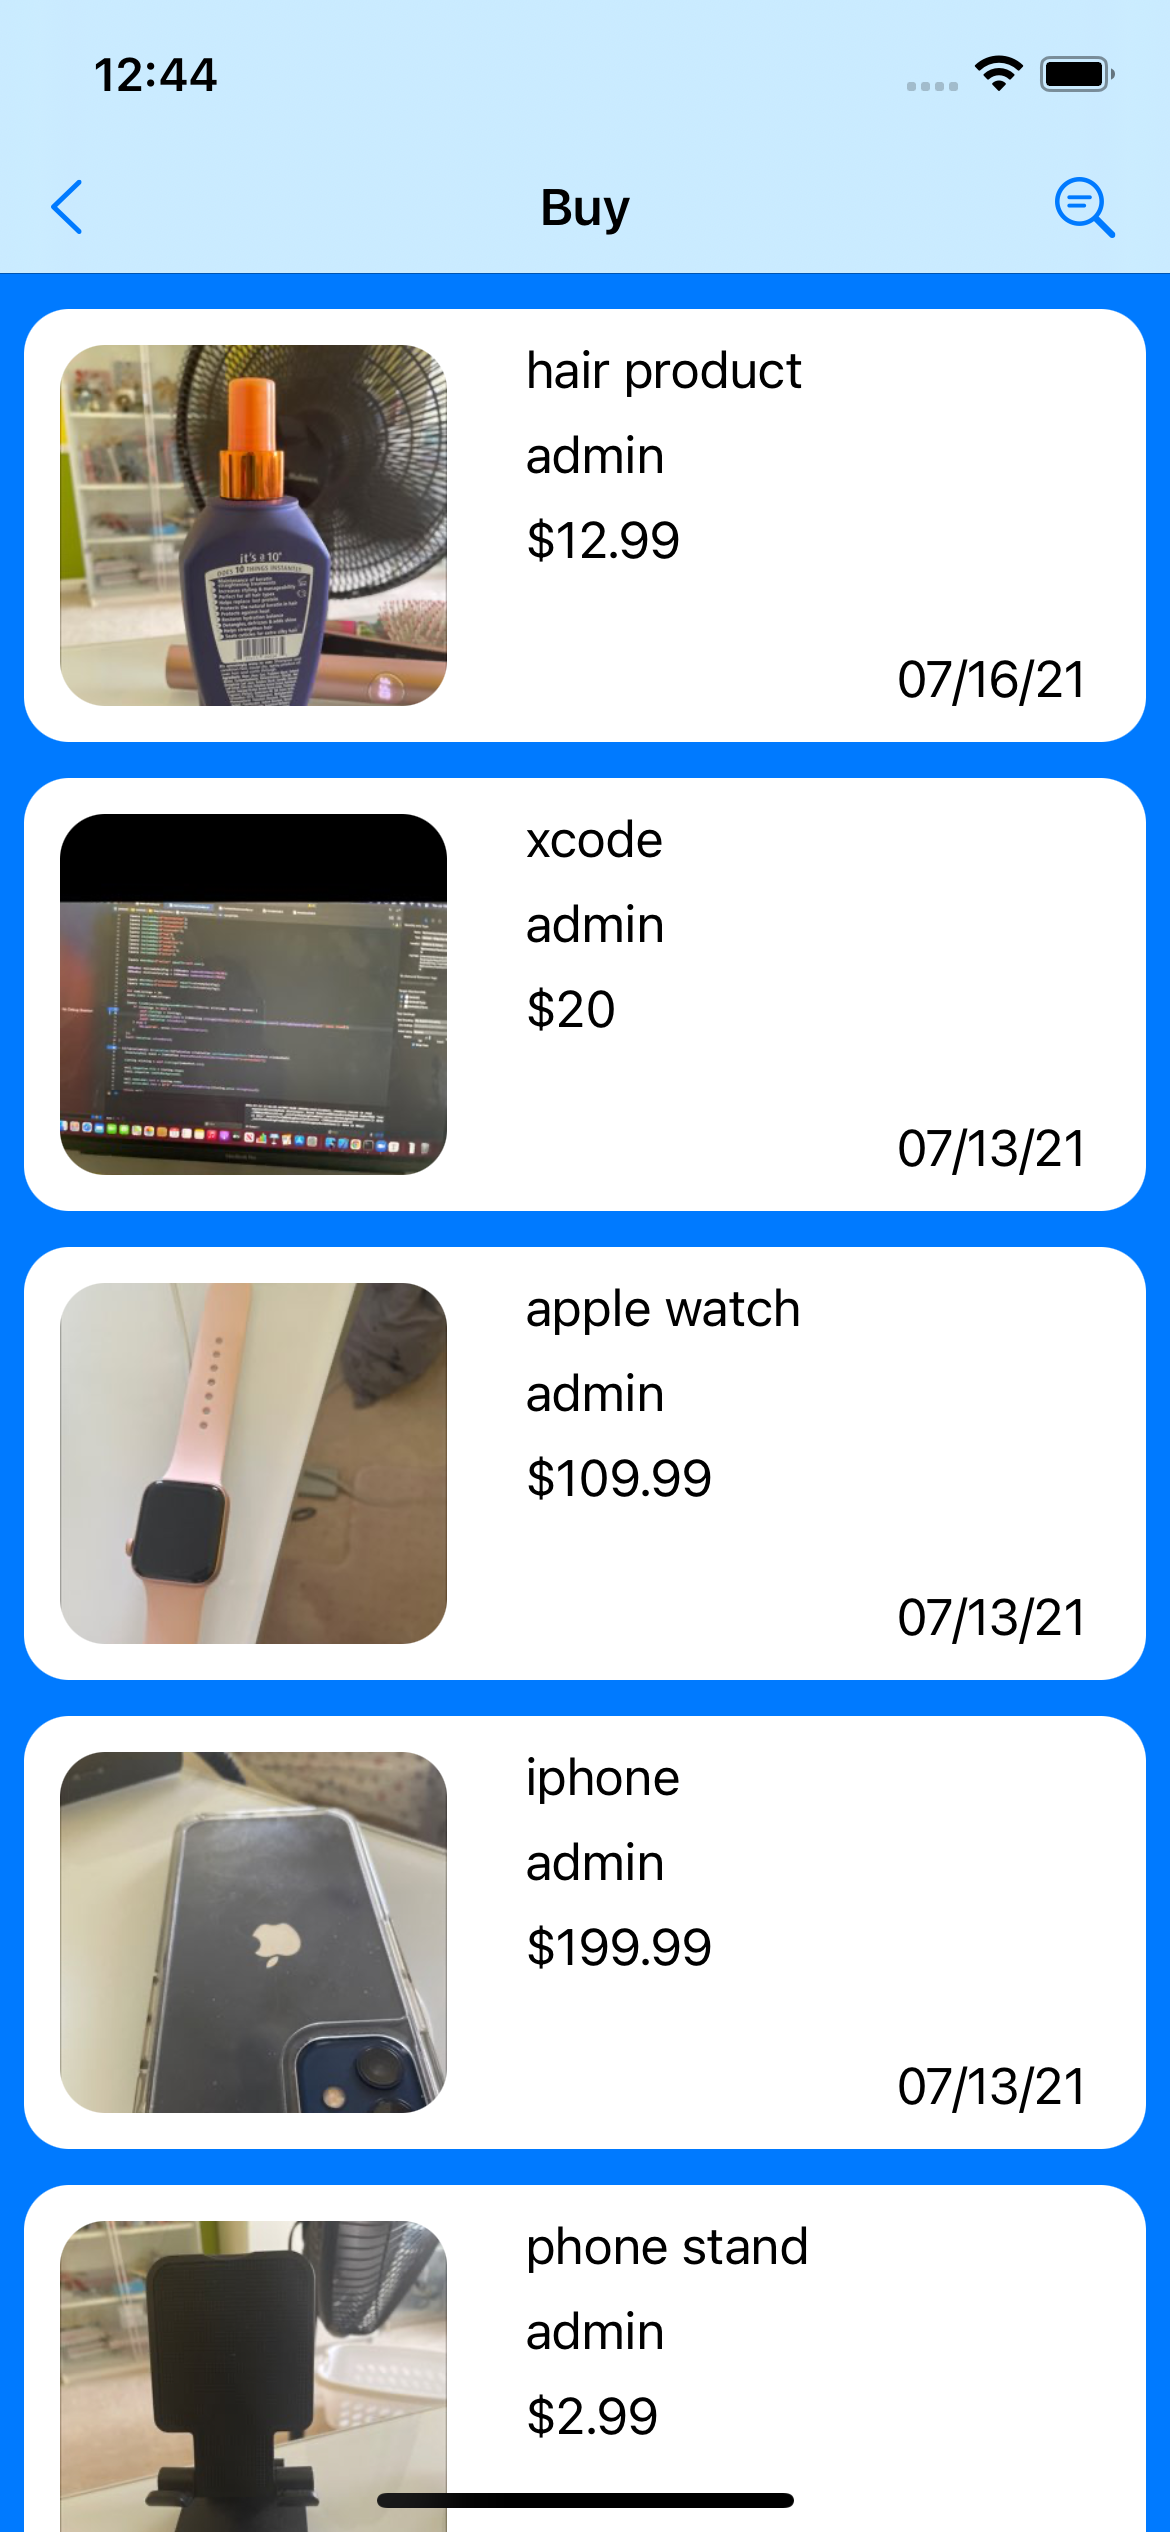 12:44
Buy
hair product
admin
$12.99
07/16/21
it's a 10
DOES 10 THINGS INSTANTLY
xcode
admin
$20
07/13/21
apple watch
admin
$109.99
07/13/21
iphone
admin
$199.99
07/13/21
phone stand
admin
$2.99